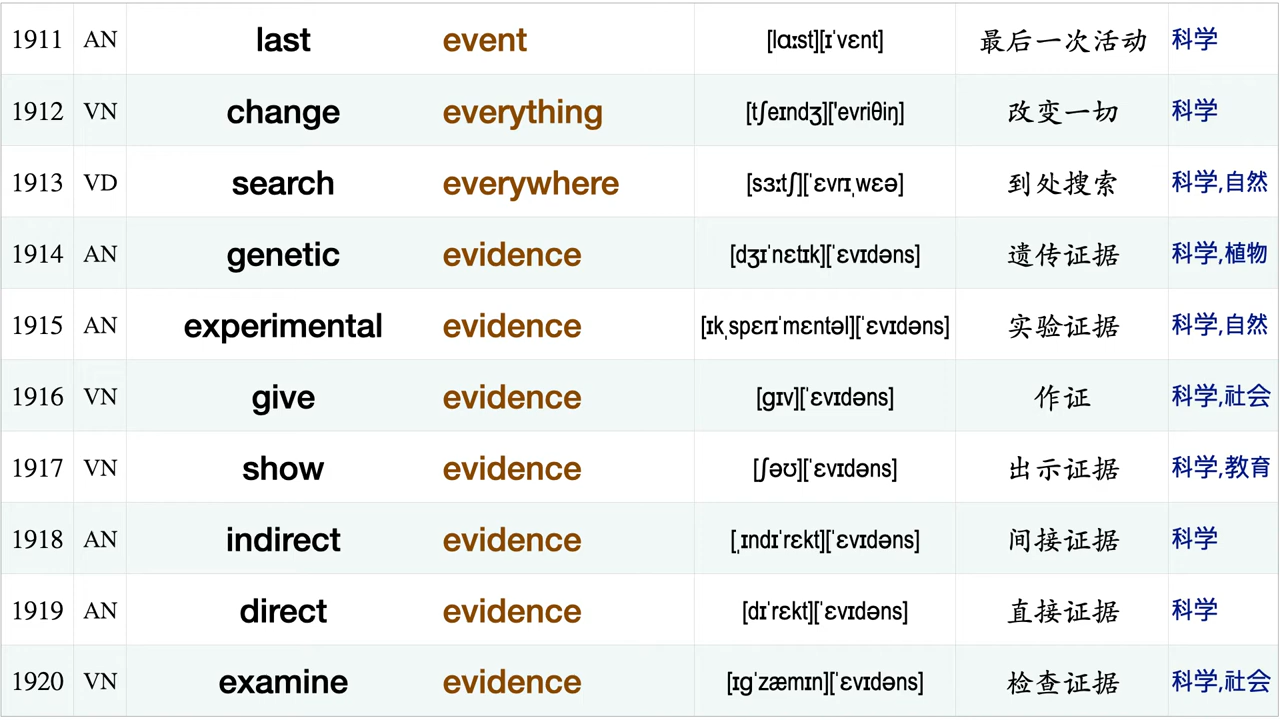 1911 AN last event [lɑːst][ɪˈvɛnt] 最后一次活动 科学
1912 VN change everything [tʃeɪndʒ]['evriθiŋ] 改变一切 科学
1913 VD search everywhere [sɜːtʃ][ˈɛvrɪˌwɛə] 到处搜索 科学,自然
1914 AN genetic evidence [dʒɪˈnɛtɪk][ˈɛvɪdəns] 遗传证据 科学,植物
1915 AN experimental evidence [ɪkˌspɛrɪˈmɛntəl][ˈɛvɪdəns] 实验证据 科学,自然
1916 VN give evidence [gɪv][ˈɛvɪdəns] 作证 科学,社会
1917 VN show evidence [ʃəʊ][ˈɛvɪdəns] 出示证据 科学,教育
1918 AN indirect evidence [ˌɪndɪˈrɛkt][ˈɛvɪdəns] 间接证据 科学
1919 AN direct evidence [dɪˈrɛkt][ˈɛvɪdəns] 直接证据 科学
1920 VN examine evidence [ɪgˈzæmɪn][ˈɛvɪdəns] 检查证据 科学,社会